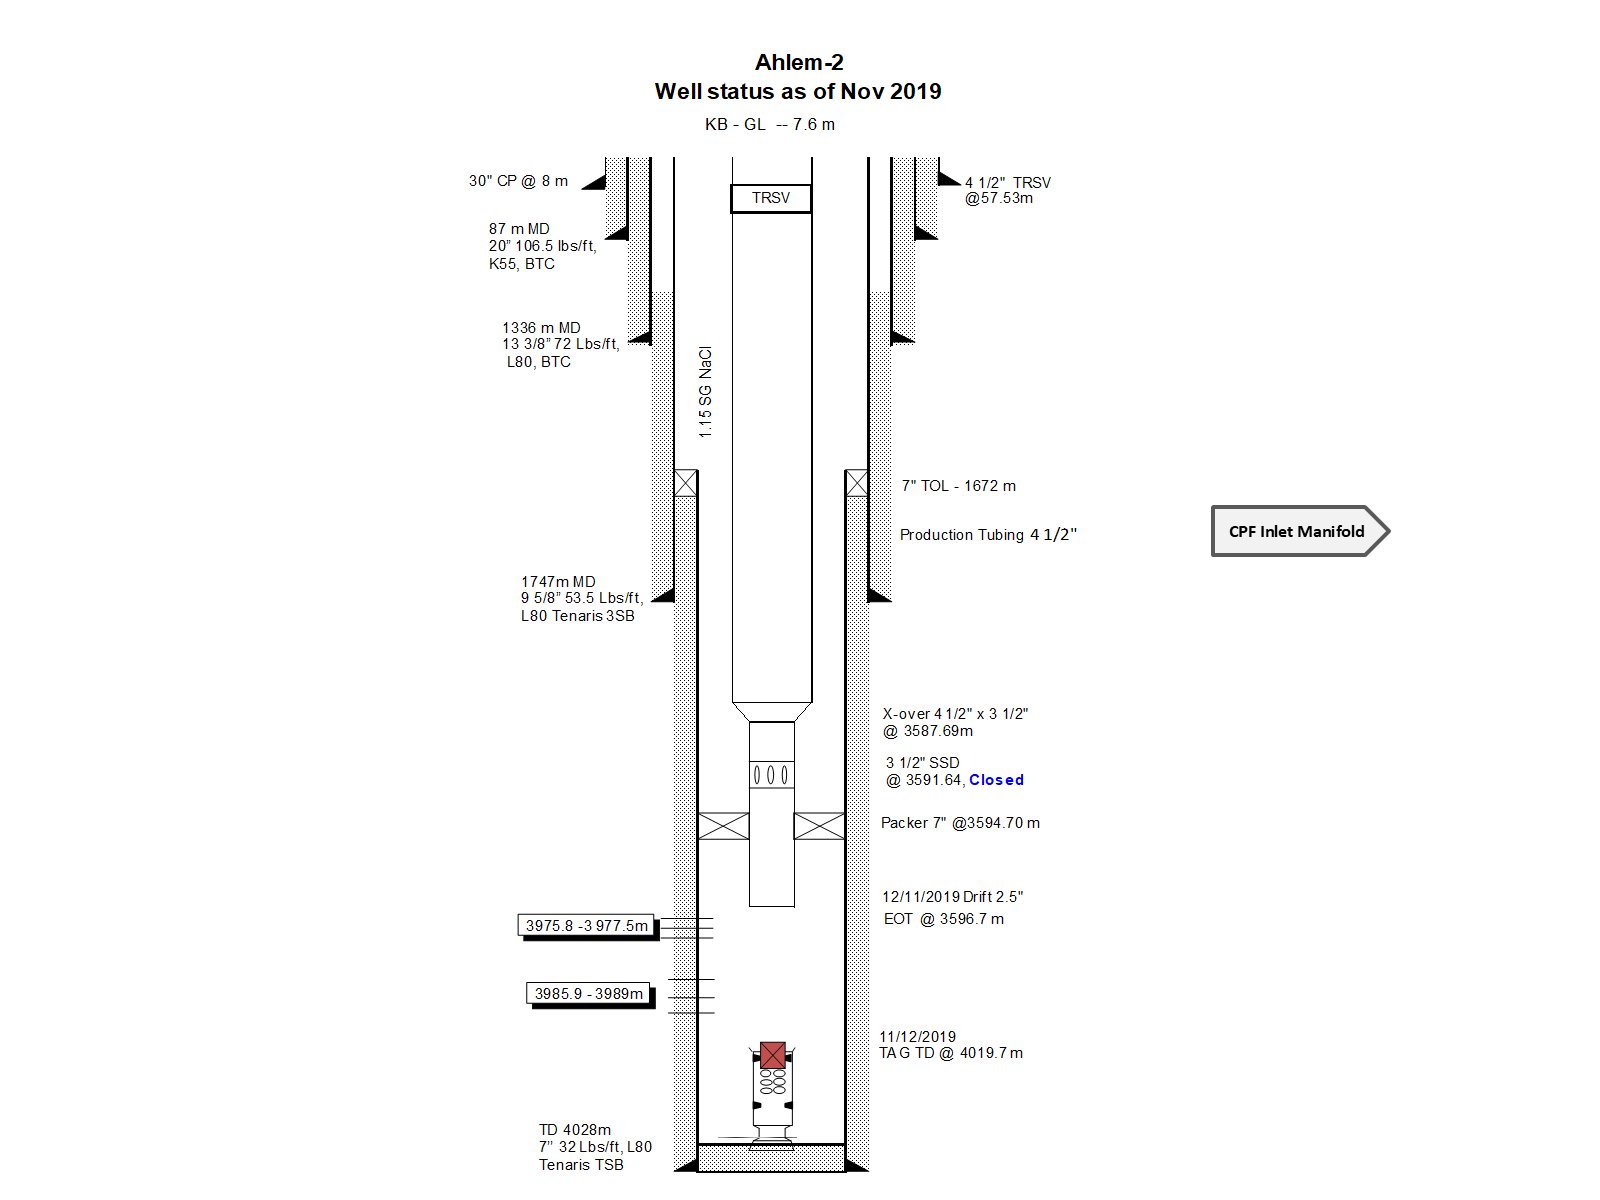 Ahlem-2
Well status as of Nov 2019
KB - GL -- 7.6 m
30" CP @ 8 m
4 1/2" TRSV
@57.53m
TRSV
87 m MD
20” 106.5 lbs/ft,
K55, BTC
1336 m MD
13 3/8” 72 Lbs/ft,
L80, BTC
1.15 SG NaCl
7" TOL - 1672 m
Production Tubing 4 1/2"
CPF Inlet Manifold
1747m MD
9 5/8” 53.5 Lbs/ft,
L80 Tenaris 3SB
X-over 4 1/2" x 3 1/2"
@ 3587.69m
3 1/2" SSD
@ 3591.64, Closed
Packer 7" @3594.70 m
12/11/2019 Drift 2.5"
EOT @ 3596.7 m
3975.8 -3 977.5m
3985.9 - 3989m
11/12/2019
TAG TD @ 4019.7 m
TD 4028m
7” 32 Lbs/ft, L80
Tenaris TSB